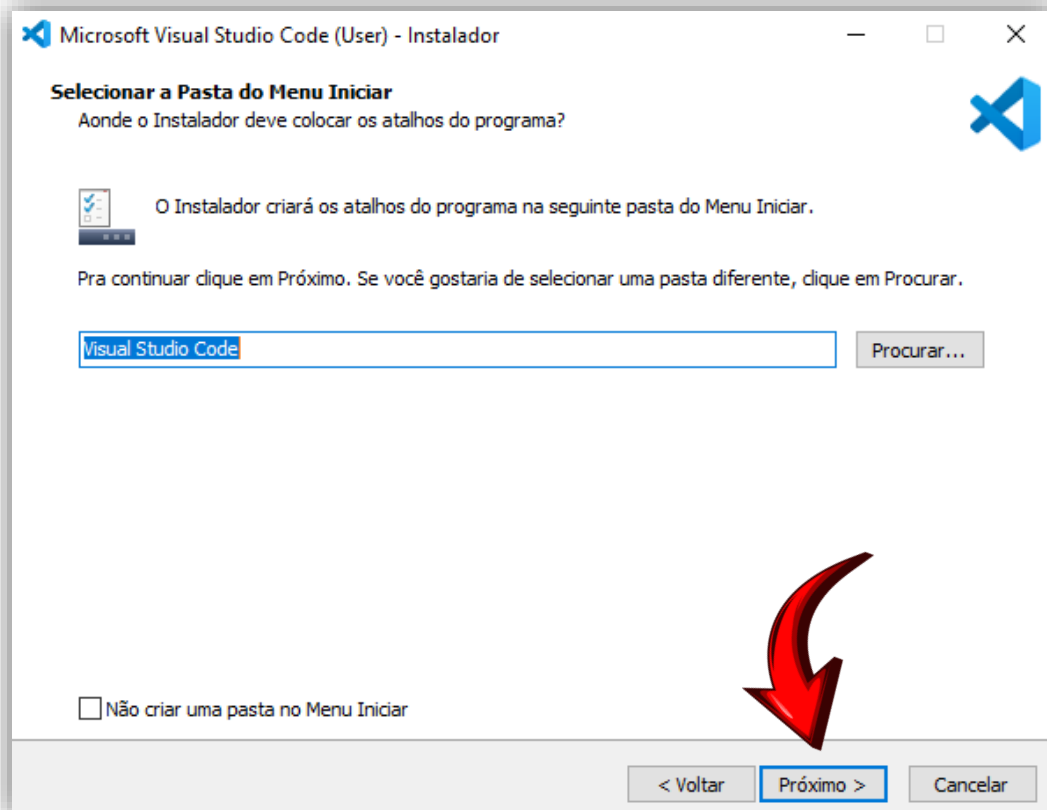 Microsoft Visual Studio Code (User) - Instalador
Selecionar a Pasta do Menu Iniciar
Aonde o Instalador deve colocar os atalhos do programa?
O Instalador criará os atalhos do programa na seguinte pasta do Menu Iniciar.
Pra continuar clique em Próximo. Se você gostaria de selecionar uma pasta diferente, clique em Procurar.
Visual Studio Code
Procurar...
Não criar uma pasta no Menu Iniciar
< Voltar
Próximo >
Cancelar